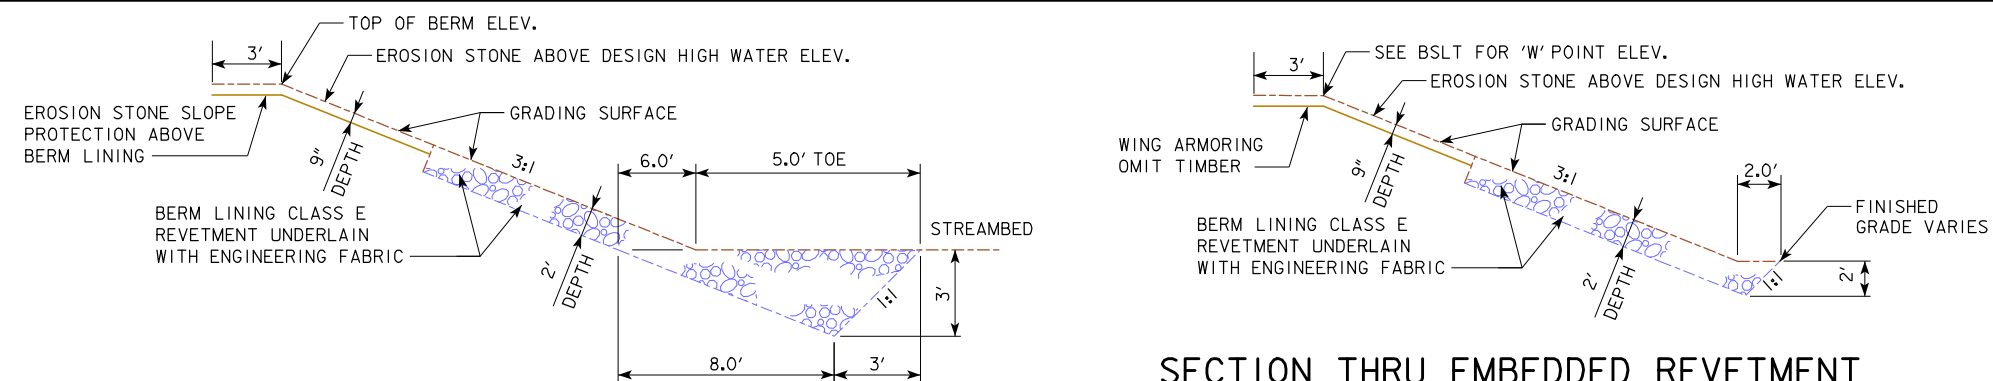 TOP OF BERM ELEV.
3'
EROSION STONE ABOVE DESIGN HIGH WATER ELEV.
EROSION STONE SLOPE
PROTECTION ABOVE
BERM LINING
GRADING SURFACE
9"
DEPTH
3:1
6.0'
5.0' TOE
BERM LINING CLASS E
REVETMENT UNDERLAIN
WITH ENGINEERING FABRIC
2'
DEPTH
STREAMBED
1:1
3'
8.0'
3'
SEE BSLT FOR 'W' POINT ELEV.
3'
EROSION STONE ABOVE DESIGN HIGH WATER ELEV.
WING ARMORING
OMIT TIMBER
GRADING SURFACE
9"
DEPTH
3:1
2.0'
FINISHED
GRADE VARIES
BERM LINING CLASS E
REVETMENT UNDERLAIN
WITH ENGINEERING FABRIC
2'
DEPTH
1:1
2'
SECTION THRU EMBEDDED REVETMENT